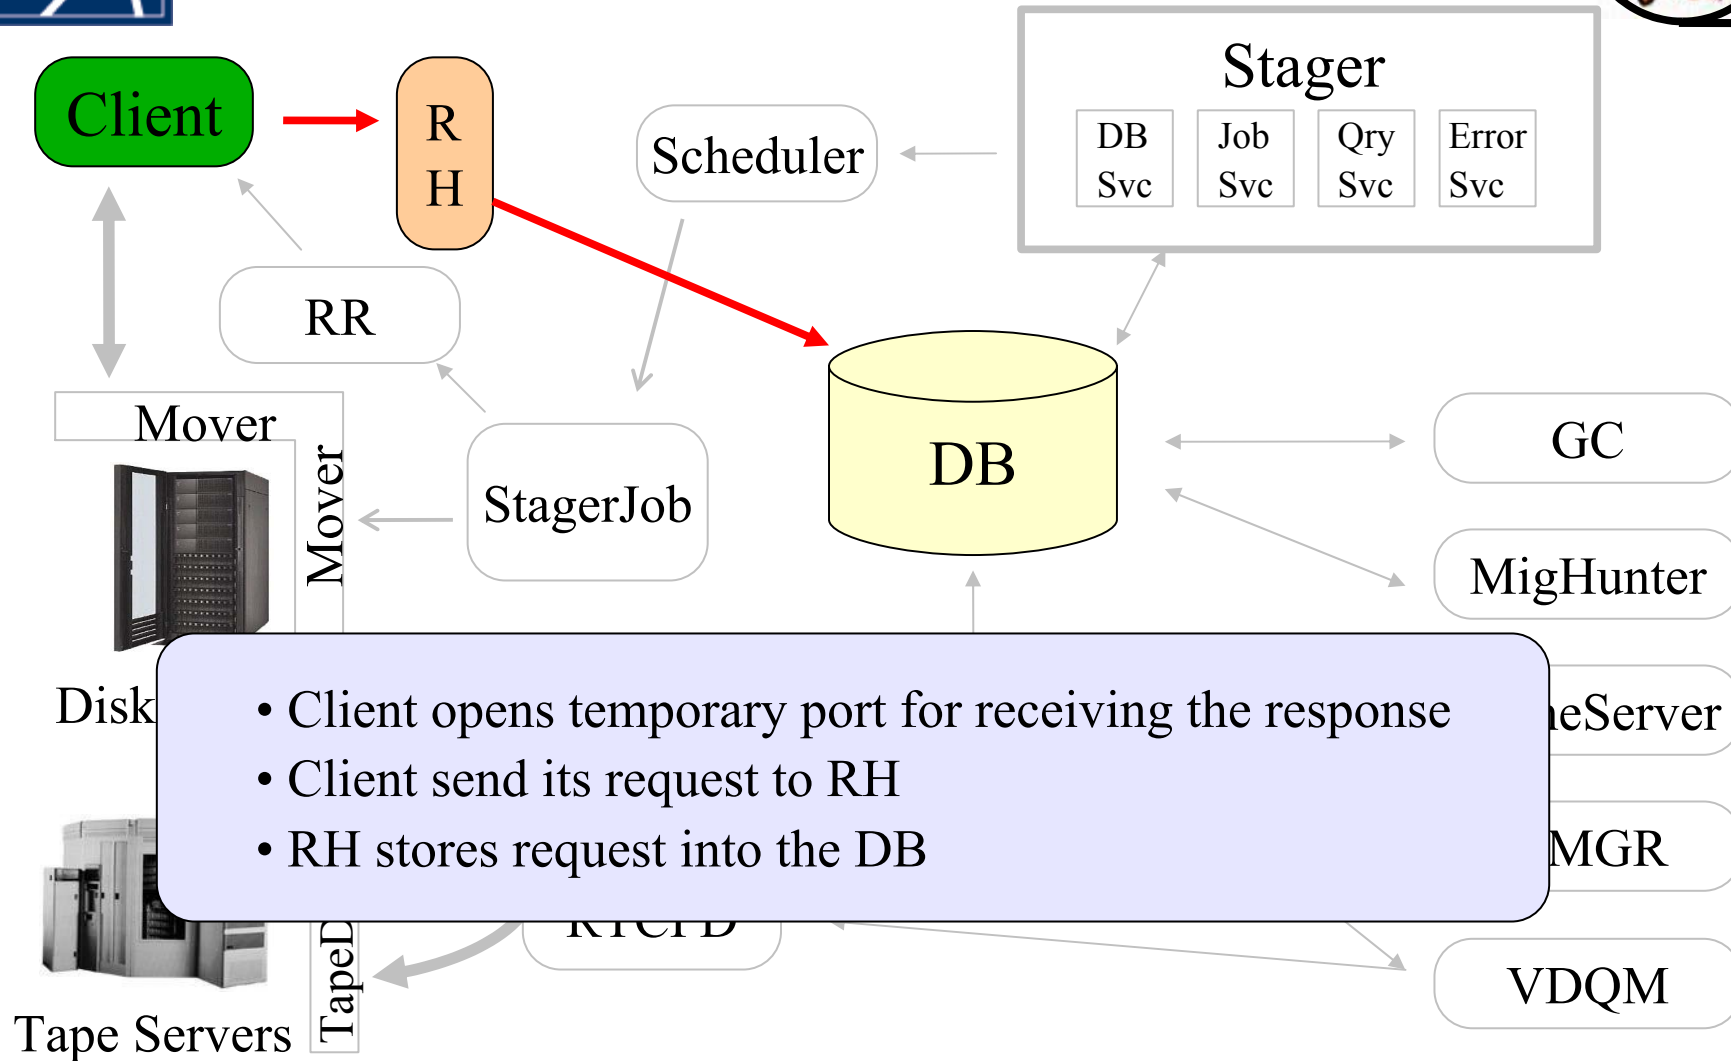 Stager
Client
R
H
Scheduler
DB
Svc
Job
Svc
Qry
Svc
Error
Svc
RR
Mover
Mover
DB
GC
StagerJob
MigHunter
Disk
• Client opens temporary port for receiving the response
• Client send its request to RH
• RH stores request into the DB
eServer
MGR
TapeD
VDQM
Tape Servers